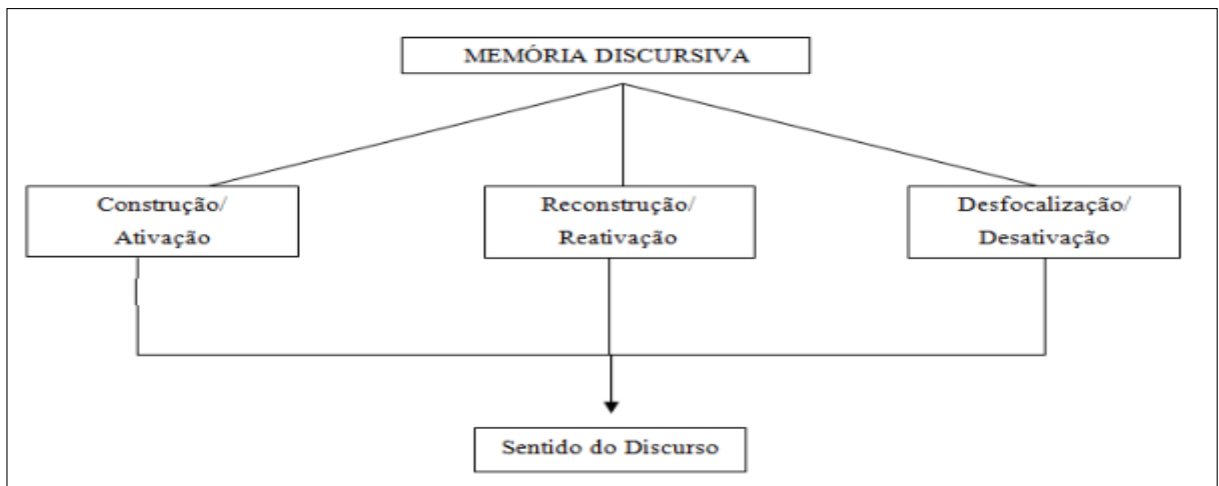 MEMÓRIA DISCURSIVA
Construção/
Ativação
Reconstrução/
Reativação
Desfocalização/
Desativação
Sentido do Discurso